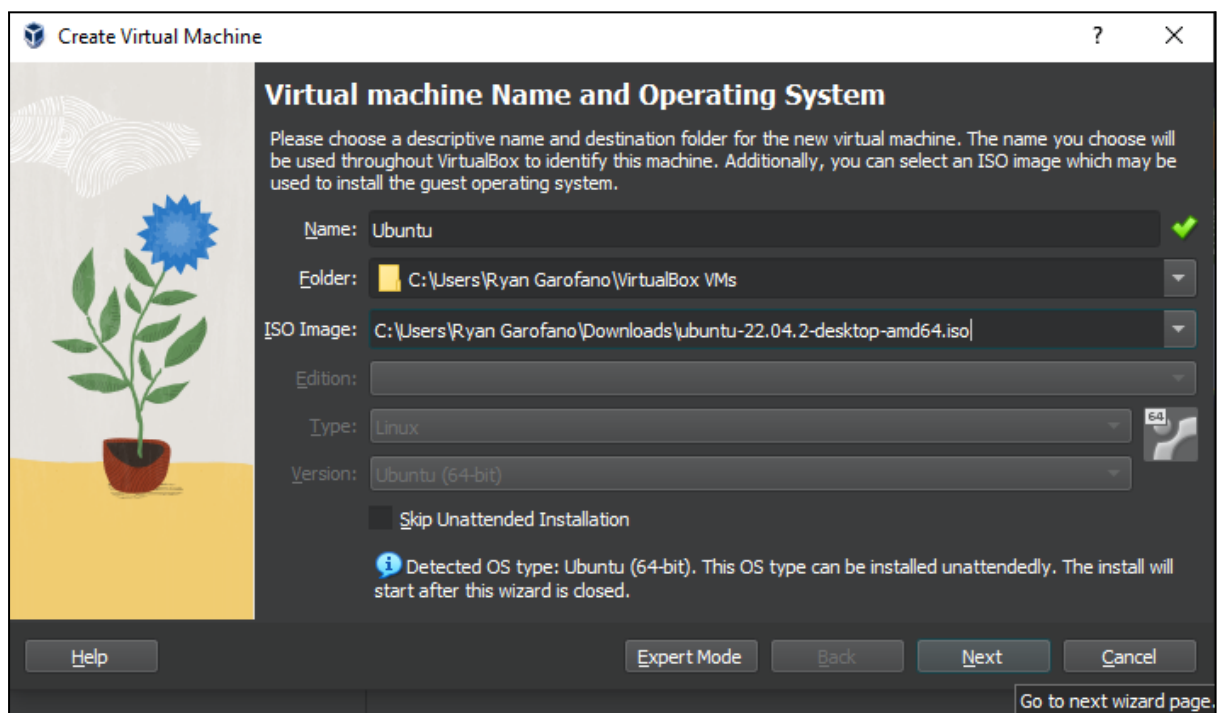 Create Virtual Machine
?
Virtual machine Name and Operating System
Please choose a descriptive name and destination folder for the new virtual machine. The name you choose will
be used throughout VirtualBox to identify this machine. Additionally, you can select an ISO image which may be
used to install the guest operating system.
Name: Ubuntu
Folder: C:\Users\Ryan Garofano\VirtualBox VMs
ISO Image: C:\Users\Ryan Garofano\Downloads\ubuntu-22.04.2-desktop-amd64.iso
Edition:
Type: Linux
64
Version: Ubuntu (64-bit)
Skip Unattended Installation
Detected OS type: Ubuntu (64-bit). This OS type can be installed unattendedly. The install will
start after this wizard is closed.
Help Expert Mode Back Next Cancel
Go to next wizard page.